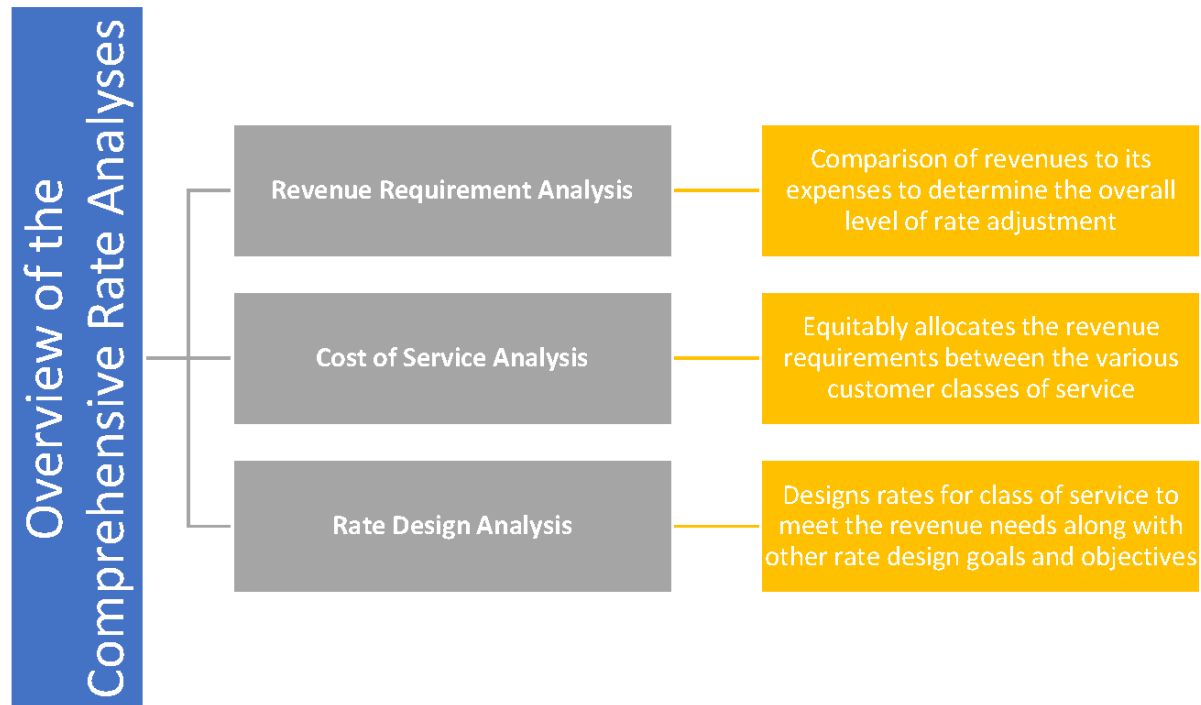 Overview of the
Comprehensive Rate Analyses
Revenue Requirement Analysis
Comparison of revenues to its
expenses to determine the overall
level of rate adjustment
Cost of Service Analysis
Equitably allocates the revenue
requirements between the various
customer classes of service
Rate Design Analysis
Designs rates for class of service to
meet the revenue needs along with
other rate design goals and objectives